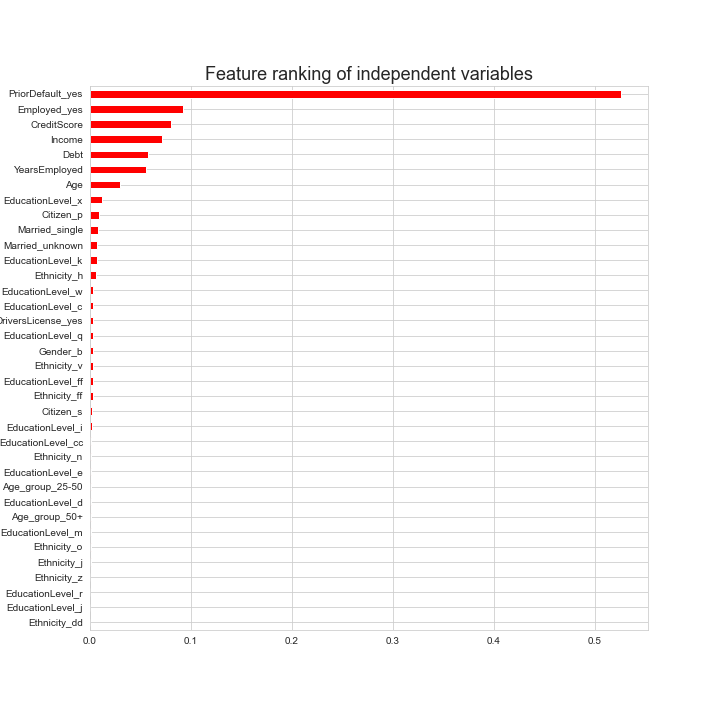 Feature ranking of independent variables
PriorDefault_yes
Employed_yes
CreditScore
Income
Debt
YearsEmployed
Age
EducationLevel_x
Citizen_p
Married_single
Married_unknown
EducationLevel_k
Ethnicity_h
EducationLevel_w
EducationLevel_c
DriversLicense_yes
EducationLevel_q
Gender_b
Ethnicity_v
EducationLevel_ff
Ethnicity_ff
Citizen_s
EducationLevel_i
EducationLevel_cc
Ethnicity_n
EducationLevel_e
Age_group_25-50
EducationLevel_d
Age_group_50+
EducationLevel_m
Ethnicity_o
Ethnicity_j
Ethnicity_z
EducationLevel_r
EducationLevel_j
Ethnicity_dd
0.0 0.1 0.2 0.3 0.4 0.5